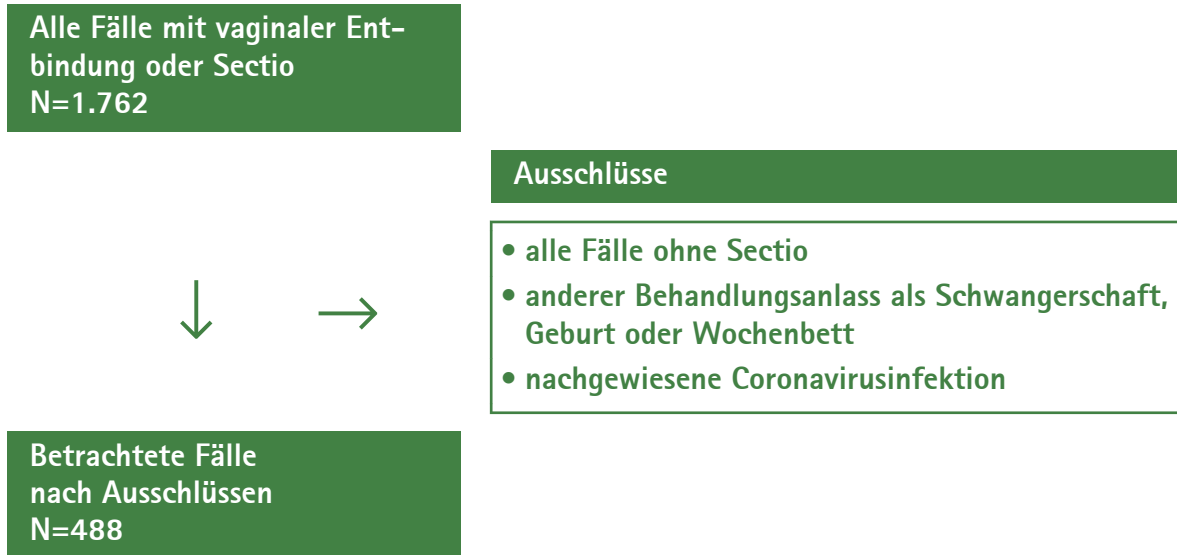 Alle Fälle mit vaginaler Ent-
bindung oder Sectio
N=1.762
Ausschlüsse
• alle Fälle ohne Sectio
• anderer Behandlungsanlass als Schwangerschaft,
Geburt oder Wochenbett
• nachgewiesene Coronavirusinfektion
Betrachtete Fälle
nach Ausschlüssen
N=488